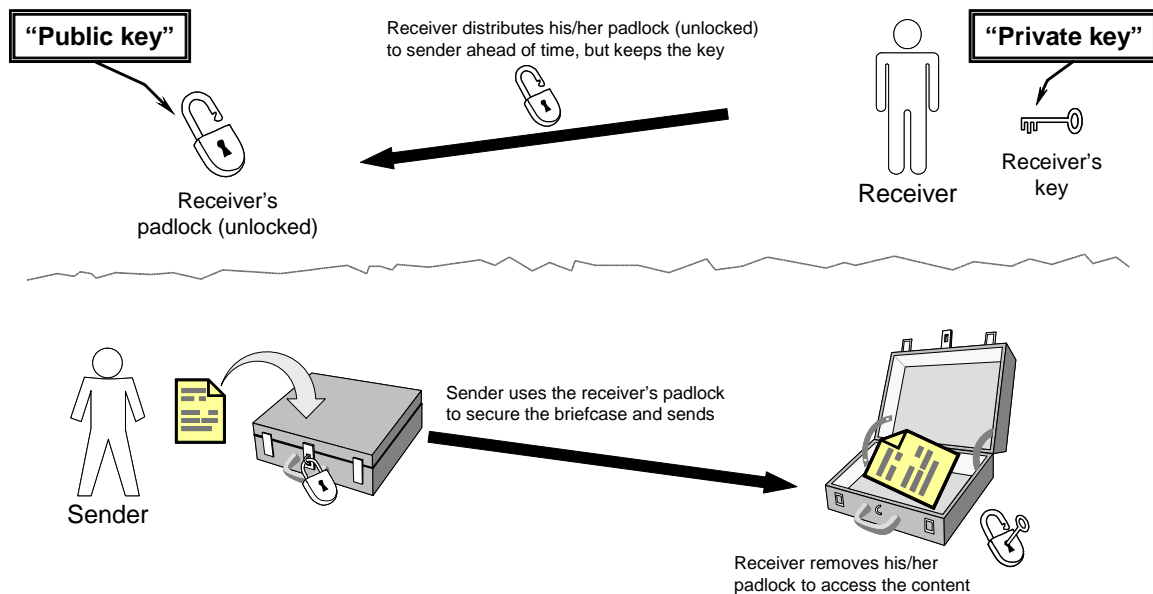 “Public key”
Receiver distributes his/her padlock (unlocked)
to sender ahead of time, but keeps the key
“Private key”
Receiver’s
padlock (unlocked)
Receiver
Receiver’s
key
Sender
Sender uses the receiver’s padlock
to secure the briefcase and sends
Receiver removes his/her
padlock to access the content